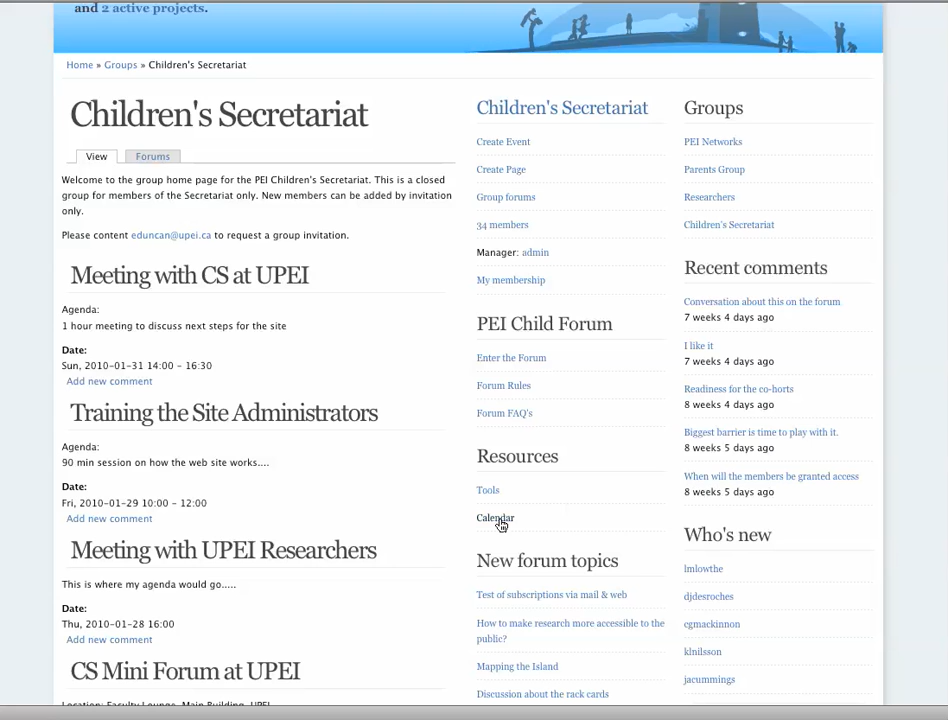 and 2 active projects.
Home » Groups » Children's Secretariat
Children's Secretariat
View
Forums
Welcome to the group home page for the PEI Children's Secretariat. This is a closed
group for members of the Secretariat only. New members can be added by invitation
only.
Please content eduncan@upei.ca to request a group invitation.
Meeting with CS at UPEI
Agenda:
1 hour meeting to discuss next steps for the site
Date:
Sun, 2010-01-31 14:00 - 16:30
Add new comment
Training the Site Administrators
Agenda:
90 min session on how the web site works....
Date:
Fri, 2010-01-29 10:00 - 12:00
Add new comment
Meeting with UPEI Researchers
This is where my agenda would go.....
Date:
Thu, 2010-01-28 16:00
Add new comment
CS Mini Forum at UPEI
Location: Faculty Lounge, Main Building, UPEI
Children's Secretariat
Create Event
Create Page
Group forums
34 members
Manager: admin
My membership
PEI Child Forum
Enter the Forum
Forum Rules
Forum FAQ's
Resources
Tools
Calendar
New forum topics
Test of subscriptions via mail & web
How to make research more accessible to the
public?
Mapping the Island
Discussion about the rack cards
Groups
PEI Networks
Parents Group
Researchers
Children's Secretariat
Recent comments
Conversation about this on the forum
7 weeks 4 days ago
I like it
7 weeks 4 days ago
Readiness for the co-horts
8 weeks 4 days ago
Biggest barrier is time to play with it.
8 weeks 5 days ago
When will the members be granted access
8 weeks 5 days ago
Who's new
lmlowthe
djdesroches
cgmackinnon
klnilsson
jacummings